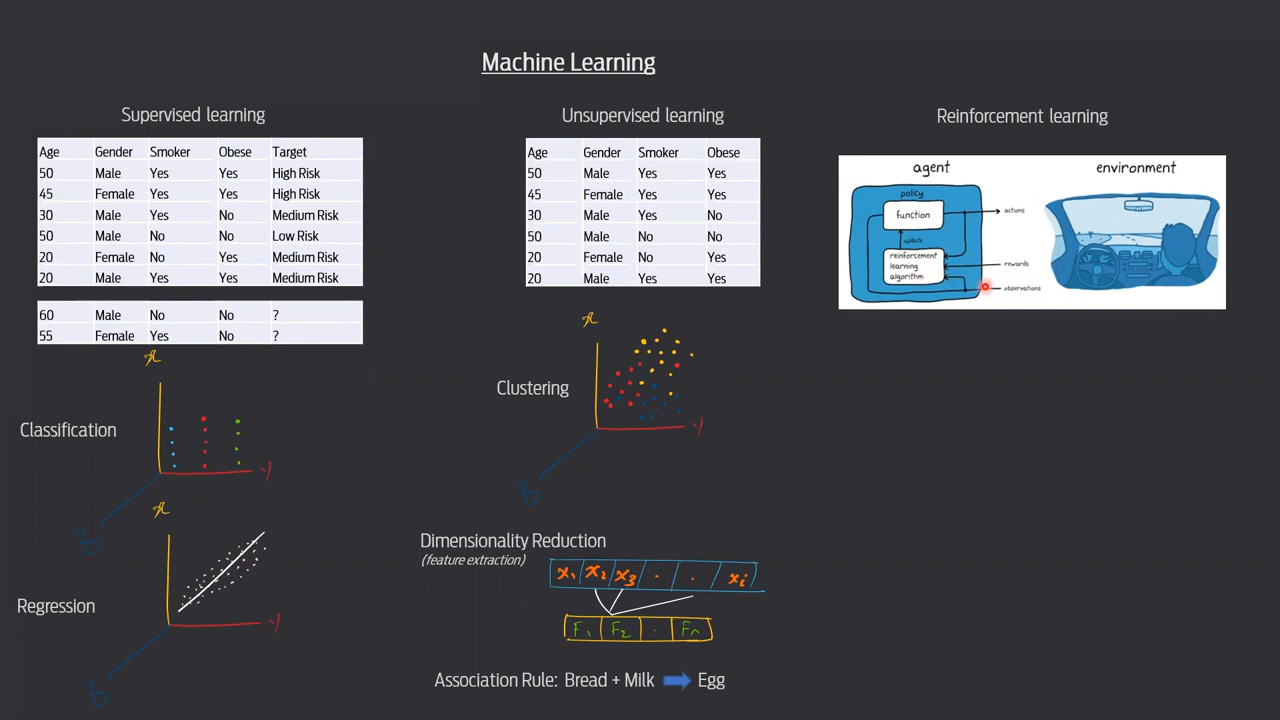 Machine Learning
Supervised learning
Age Gender Smoker Obese Target
50 Male Yes Yes High Risk
45 Female Yes Yes High Risk
30 Male Yes No Medium Risk
50 Male No No Low Risk
20 Female No Yes Medium Risk
20 Male Yes Yes Medium Risk
60 Male No No ?
55 Female Yes No ?
Classification
Regression
Unsupervised learning
Age Gender Smoker Obese
50 Male Yes Yes
45 Female Yes Yes
30 Male Yes No
50 Male No No
20 Female No Yes
20 Male Yes Yes
Clustering
Dimensionality Reduction
(feature extraction)
x1 x2 x3 . . xi
F1 F2 . Fn
Association Rule: Bread + Milk Egg
Reinforcement learning
agent
environment
policy
function
actions
update
reinforcement
learning
algorithm
rewards
observations